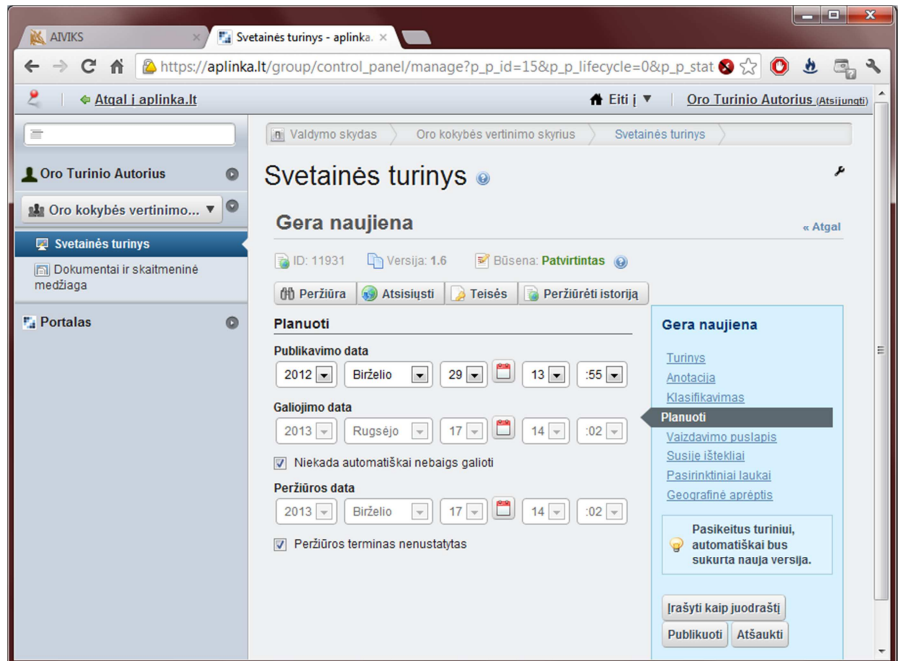 AIVIKS
Svetainės turinys - aplinka.
https://aplinka.lt/group/control_panel/manage?p_p_id=15&p_p_lifecycle=0&p_p_stat
Atgal į aplinka.lt
Eiti į
Oro Turinio Autorius (Atsijungti)
Valdymo skydas
Oro kokybės vertinimo skyrius
Svetainės turinys
Oro Turinio Autorius
Oro kokybės vertinimo...
Svetainės turinys
Dokumentai ir skaitmeninė
medžiaga
Portalas
Svetainės turinys
Gera naujiena
« Atgal
ID: 11931
Versija: 1.6
Būsena: Patvirtintas
Peržiūra
Atsisiųsti
Teisės
Peržiūrėti istoriją
Planuoti
Publikavimo data
2012 Birželio 29 13 :55
Galiojimo data
2013 Rugsėjo 17 14 :02
Niekada automatiškai nebaigs galioti
Peržiūros data
2013 Birželio 17 14 :02
Peržiūros terminas nenustatytas
Gera naujiena
Turinys
Anotacija
Klasifikavimas
Planuoti
Vaizdavimo puslapis
Susiję ištekliai
Pasirinktiniai laukai
Geografinė aprėptis
Pasikeitus turiniui,
automatiškai bus
sukurta nauja versija.
Įrašyti kaip juodraštį
Publikuoti
Atšaukti